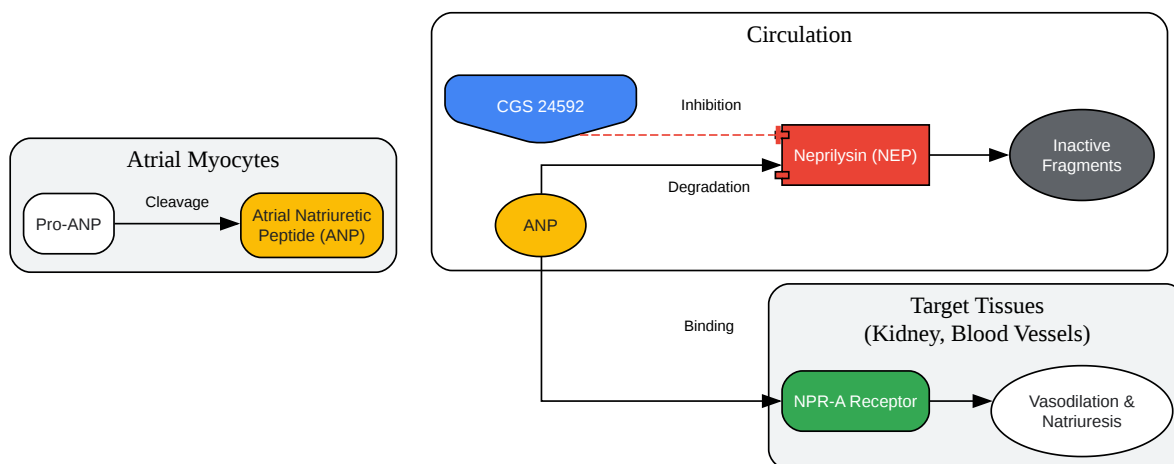 Circulation
CGS 24592
Inhibition
Neprilysin (NEP)
Inactive
Fragments
Degradation
ANP
Atrial Myocytes
Pro-ANP
Cleavage
Atrial Natriuretic
Peptide (ANP)
Binding
Target Tissues
(Kidney, Blood Vessels)
NPR-A Receptor
Vasodilation &
Natriuresis